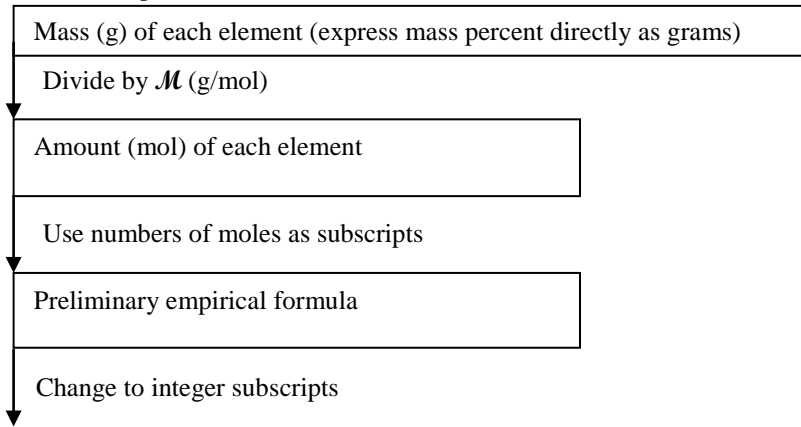 Mass (g) of each element (express mass percent directly as grams)
Divide by ℳ (g/mol)
Amount (mol) of each element
Use numbers of moles as subscripts
Preliminary empirical formula
Change to integer subscripts